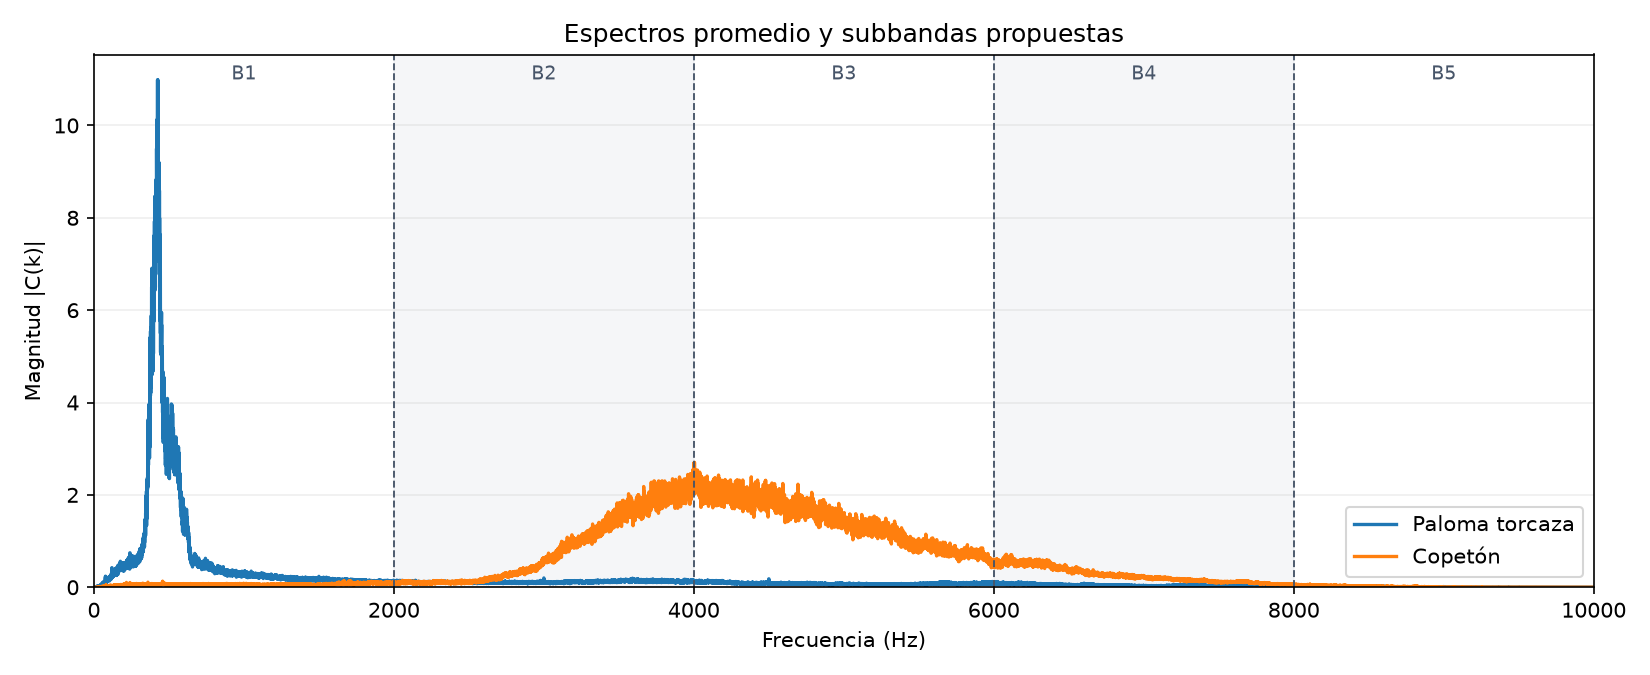 Espectros promedio y subbandas propuestas
B1 B2 B3 B4 B5
Magnitud |C(k)|
10
8
6
4
2
0
Paloma torcaza
Copetón
0 2000 4000 6000 8000 10000
Frecuencia (Hz)